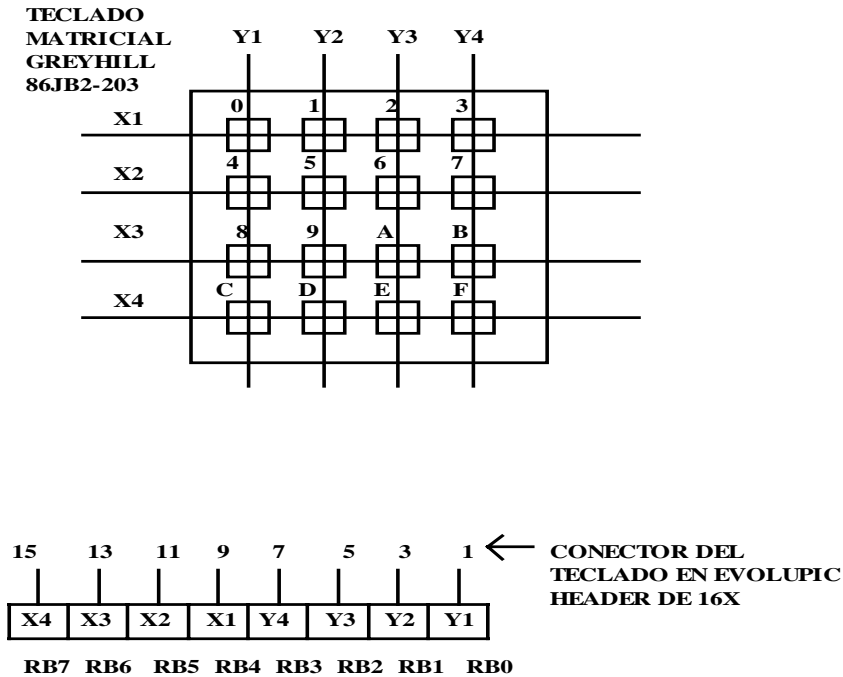 TECLADO
MATRICIAL
GREYHILL
86JB2-203
Y1 Y2 Y3 Y4
0 1 2 3
X1
4 5 6 7
X2
8 9 A B
X3
C D E F
X4
15 13 11 9 7 5 3 1
CONECTOR DEL
TECLADO EN EVOLUPIC
HEADER DE 16X
X4 X3 X2 X1 Y4 Y3 Y2 Y1
RB7 RB6 RB5 RB4 RB3 RB2 RB1 RB0